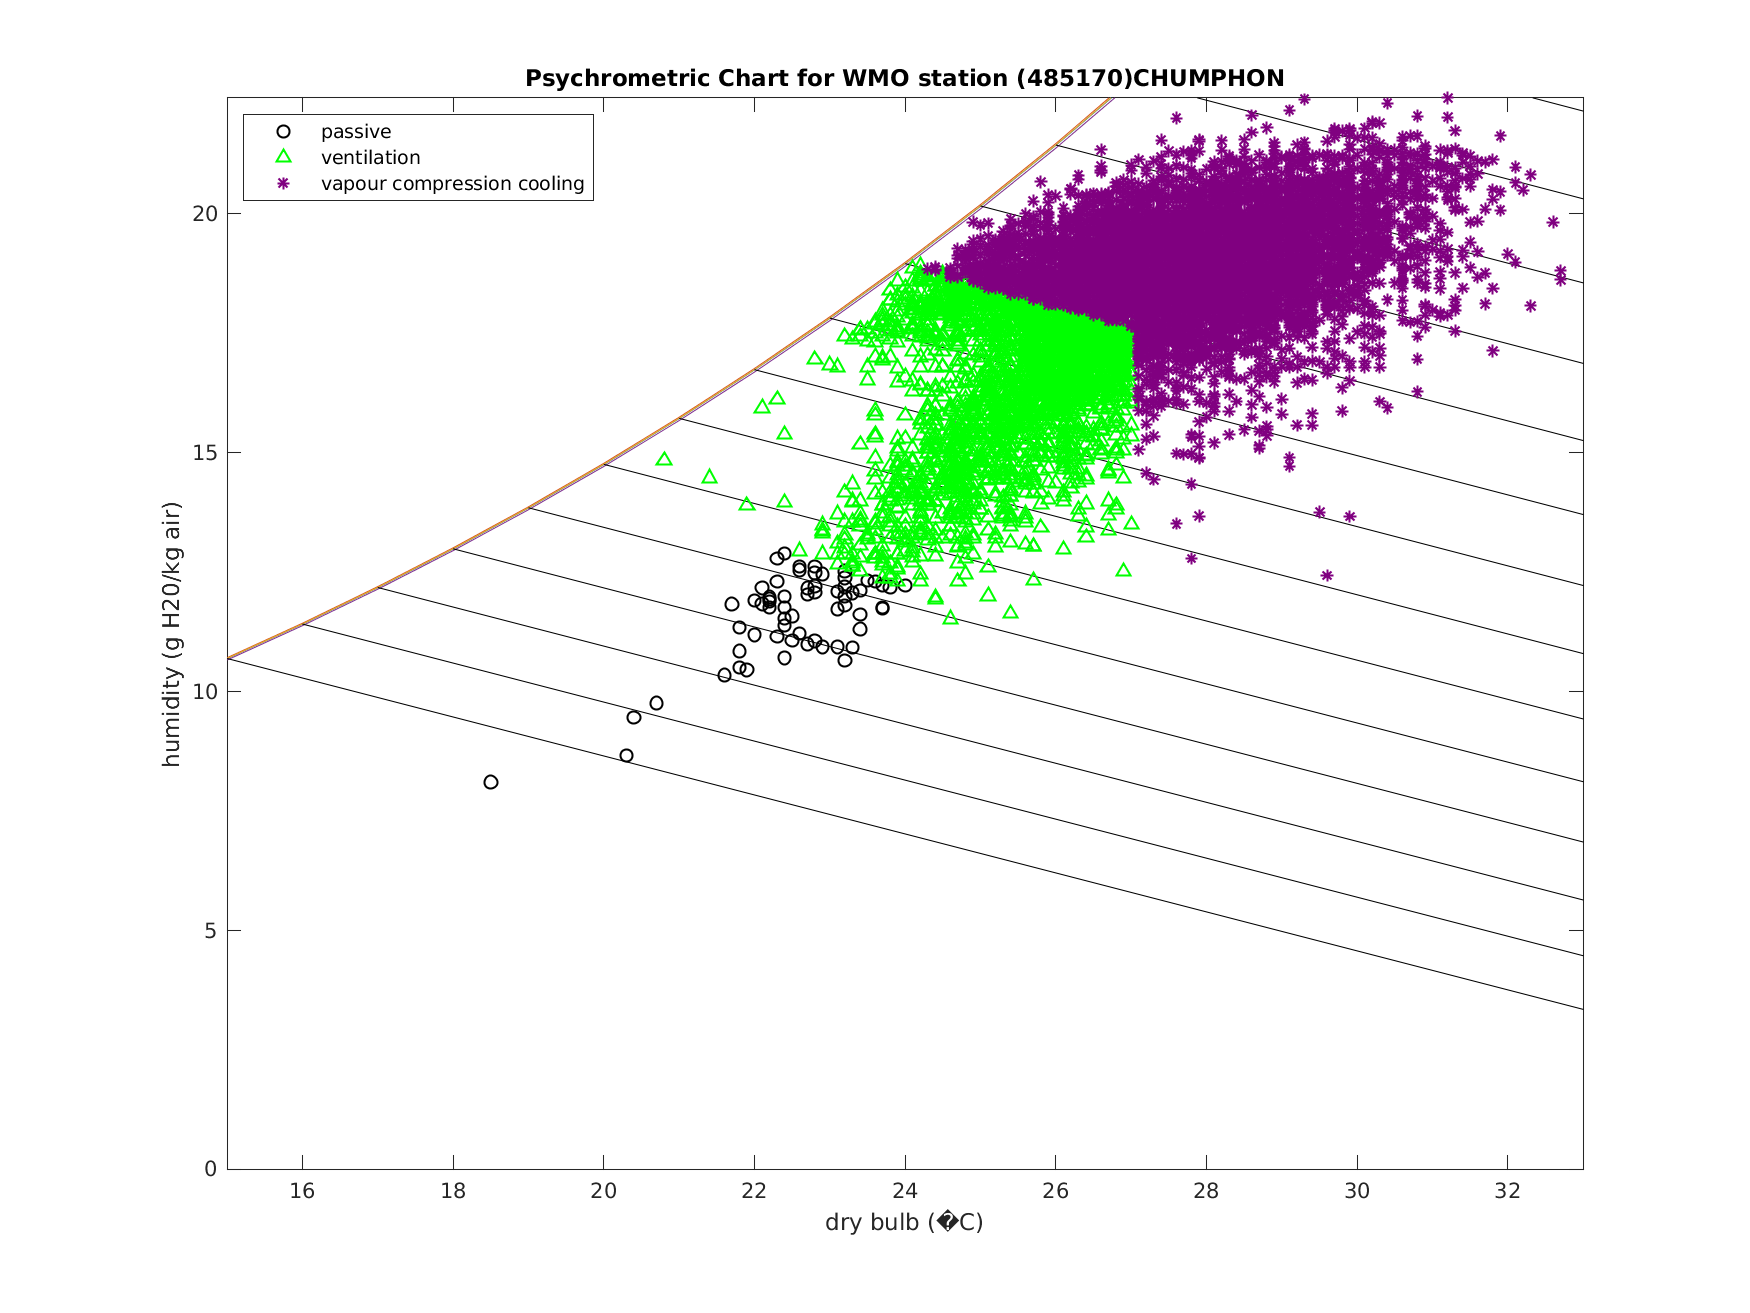 Psychrometric Chart for WMO station (485170)CHUMPHON
passive
ventilation
vapour compression cooling
humidity (g H20/kg air)
20
15
10
5
0
16 18 20 22 24 26 28 30 32
dry bulb (�C)